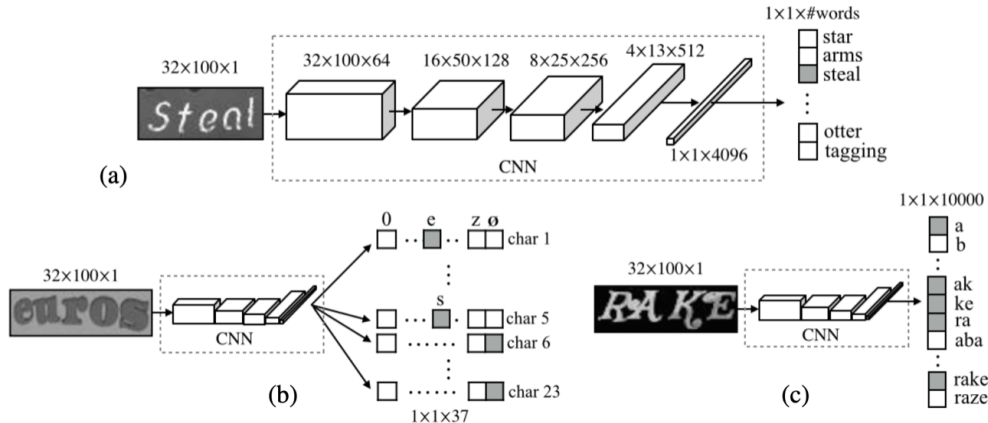 1×1×#words
32×100×1
32×100×64
16×50×128
8×25×256
4×13×512
star
arms
steal
Steal
otter
tagging
1×1×4096
CNN
(a)
32×100×1
euros
CNN
0 e z ø
char 1
s
char 5
char 6
char 23
1×1×37
(b)
32×100×1
RAKE
CNN
1×1×10000
a
b
ak
ke
ra
aba
rake
raze
(c)